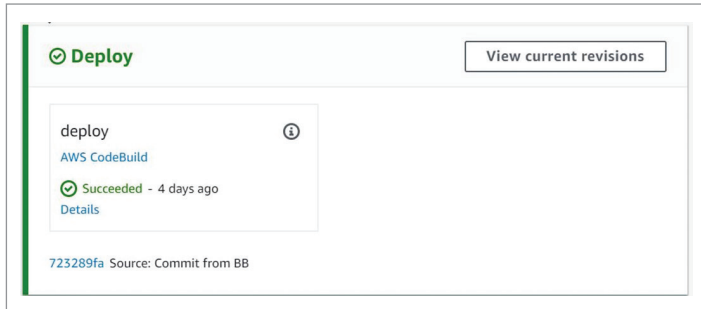 Deploy
View current revisions
deploy
AWS CodeBuild
Succeeded - 4 days ago
Details
723289fa Source: Commit from BB